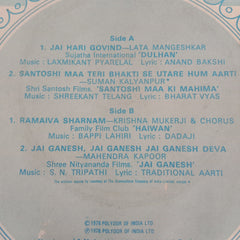 Side A
1. JAI HARI GOVIND—LATA MANGESHKAR
Sujatha International 'DULHAN'
Music : LAXMIKANT PYARELAL Lyric : ANAND BAKSHI
2. SANTOSHI MAA TERI BHAKTI SE UTARE HUM AARTI
—SUMAN KALYANPUR
Shri Santosh Films, 'SANTOSHI MAA KI MAHIMA'
Music : SHREEKANT TELANG Lyric : BHARAT VYAS
Side B
1. RAMAIVA SHARNAM—KRISHNA MUKERJI & CHORUS
Family Film Club 'HAIWAN'
Music : BAPPI LAHIRI Lyric : DADAJI
2. JAI GANESH, JAI GANESH JAI GANESH DEVA
—MAHENDRA KAPOOR
Shree Nityananda Films, 'JAI GANESH'
Music : S. N. TRIPATHI Lyric : TRADITIONAL AARTI
℗ 1978 POLYDOR OF INDIA LTD.
© 1978 POLYDOR OF INDIA LTD.